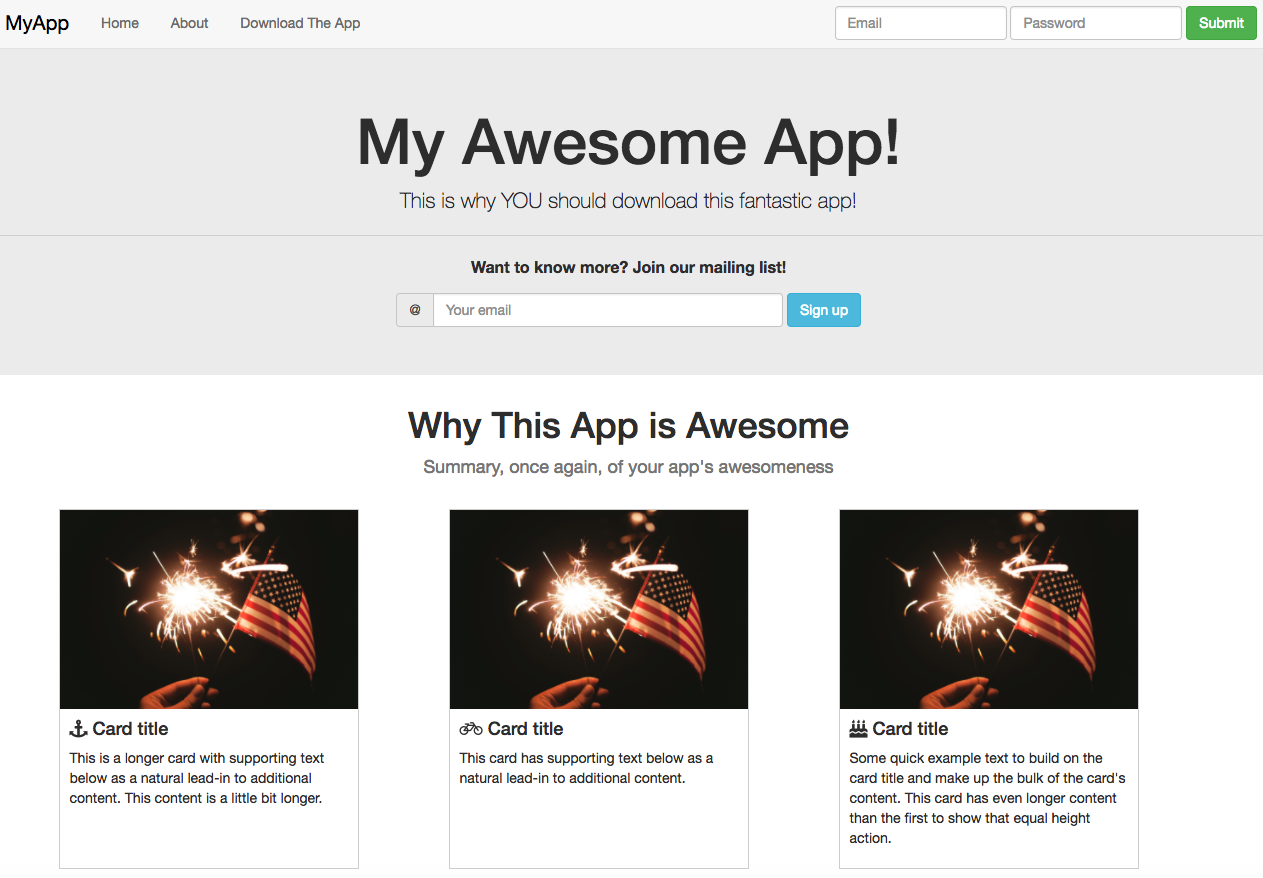 MyApp Home About Download The App Email Password Submit
My Awesome App!
This is why YOU should download this fantastic app!
Want to know more? Join our mailing list!
@ Your email Sign up
Why This App is Awesome
Summary, once again, of your app's awesomeness
Card title
This is a longer card with supporting text
below as a natural lead-in to additional
content. This content is a little bit longer.
Card title
This card has supporting text below as a
natural lead-in to additional content.
Card title
Some quick example text to build on the
card title and make up the bulk of the card's
content. This card has even longer content
than the first to show that equal height
action.